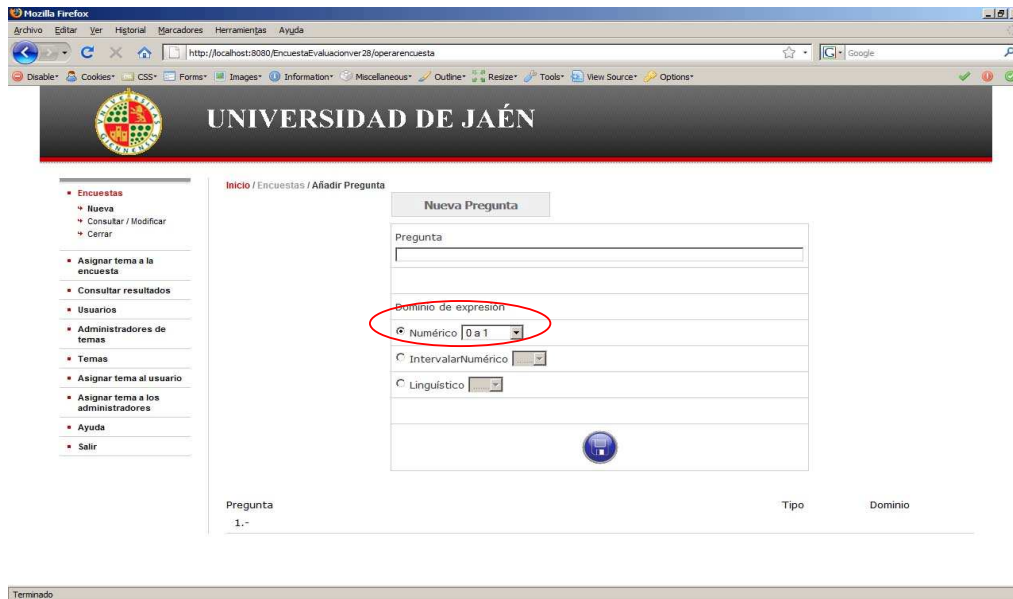 Mozilla Firefox
Archivo Editar Ver Historial Marcadores Herramientas Ayuda
http://localhost:8080/EncuestaEvaluacionver28/operarencuesta
Google
Disable Cookies CSS Forms Images Information Miscellaneous Outline Resize Tools View Source Options
UNIVERSIDAD DE JAÉN
Inicio / Encuestas / Añadir Pregunta
Encuestas
Nueva
Consultar / Modificar
Cerrar
Asignar tema a la
encuesta
Consultar resultados
Usuarios
Administradores de
temas
Temas
Asignar tema al usuario
Asignar tema a los
administradores
Ayuda
Salir
Nueva Pregunta
Pregunta
Dominio de expresión
Numérico 0 a 1
IntervalarNumérico ......
Linguístico ......
Pregunta Tipo Dominio
1.-
Terminado